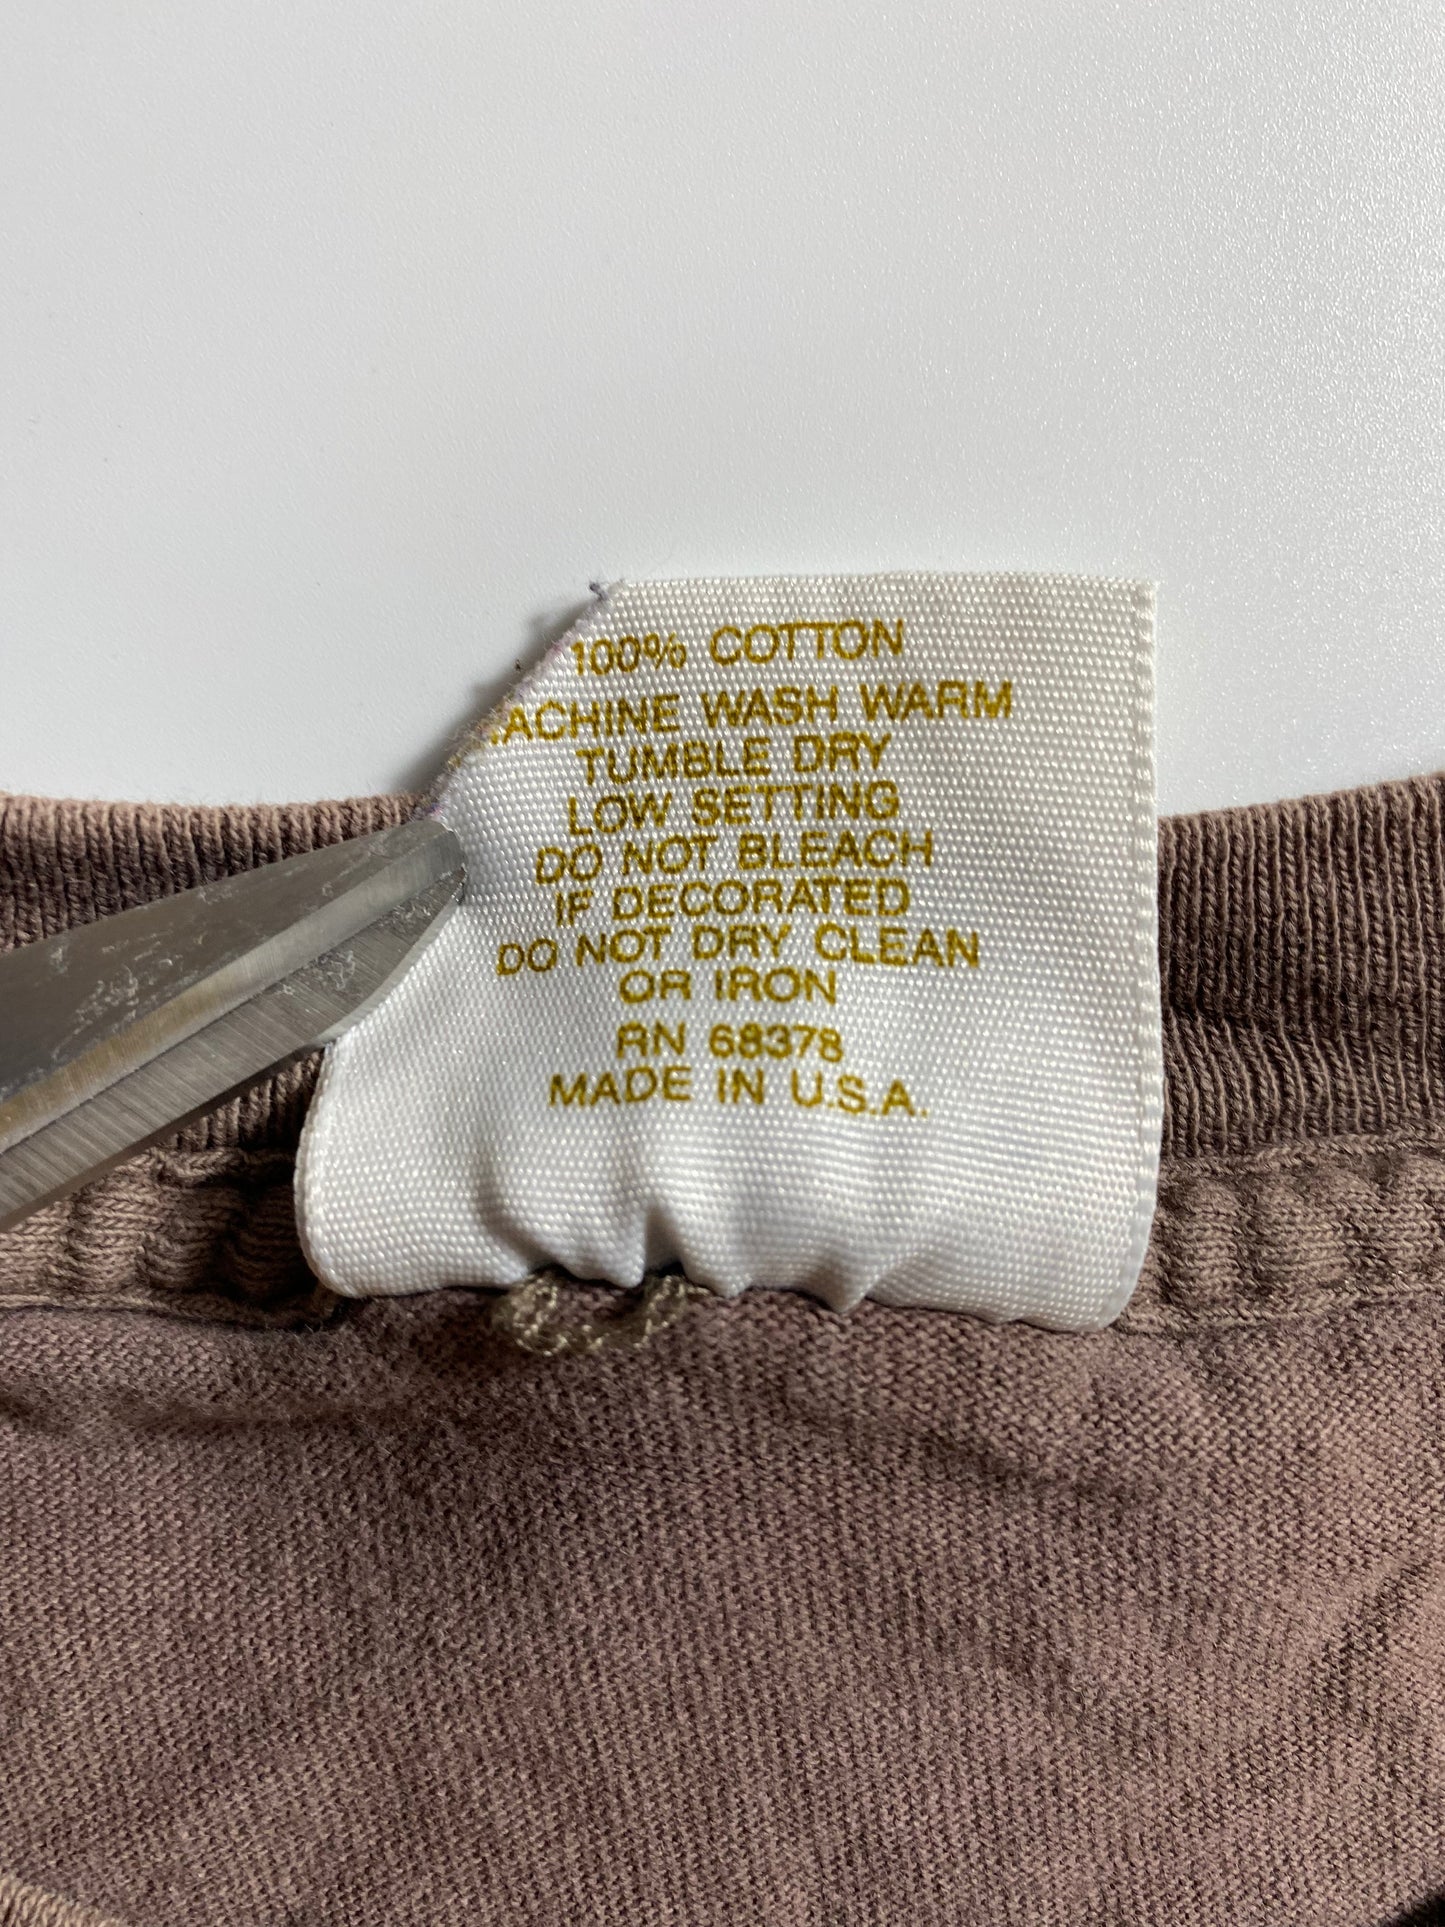 100% COTTON
MACHINE WASH WARM
TUMBLE DRY
LOW SETTING
DO NOT BLEACH
IF DECORATED
DO NOT DRY CLEAN
OR IRON
RN 68378
MADE IN U.S.A.